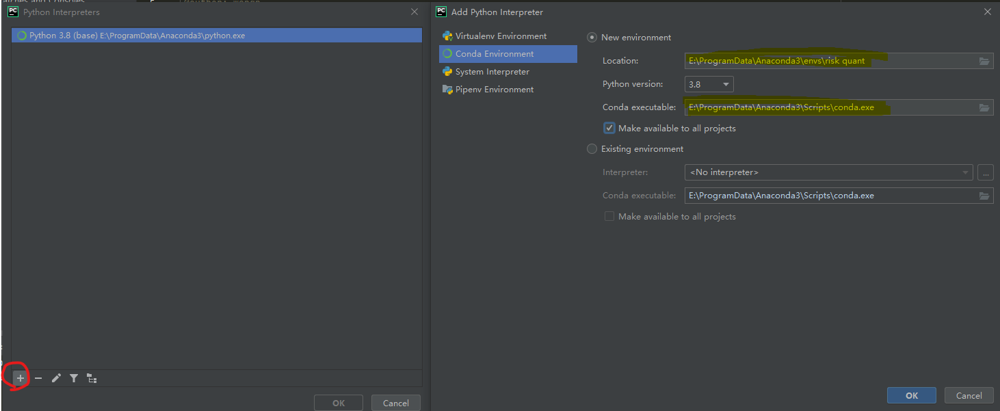 Python Interpreters
Python 3.8 (base) E:\ProgramData\Anaconda3\python.exe
OK
Cancel
Add Python Interpreter
Virtualenv Environment
Conda Environment
System Interpreter
Pipenv Environment
New environment
Location: E:\ProgramData\Anaconda3\envs\risk quant
Python version: 3.8
Conda executable: E:\ProgramData\Anaconda3\Scripts\conda.exe
Make available to all projects
Existing environment
Interpreter: <No interpreter> ...
Conda executable: E:\ProgramData\Anaconda3\Scripts\conda.exe
Make available to all projects
OK
Cancel